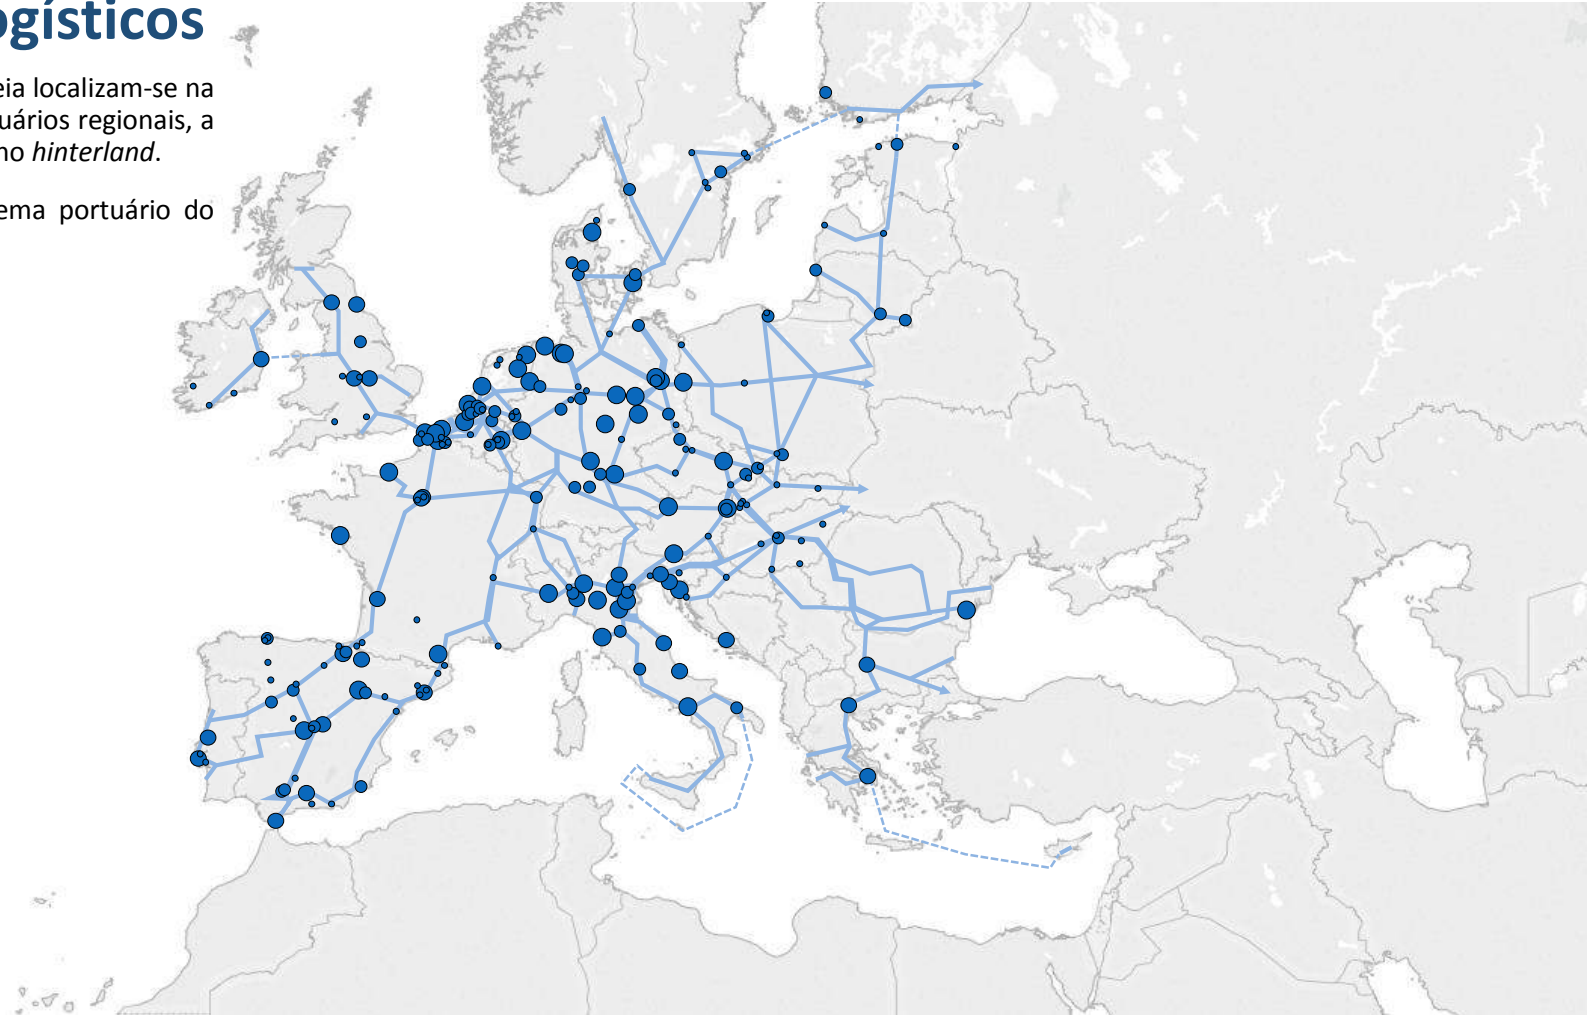 ogísticos
eia localizam-se na
uários regionais, a
no hinterland.
ema portuário do